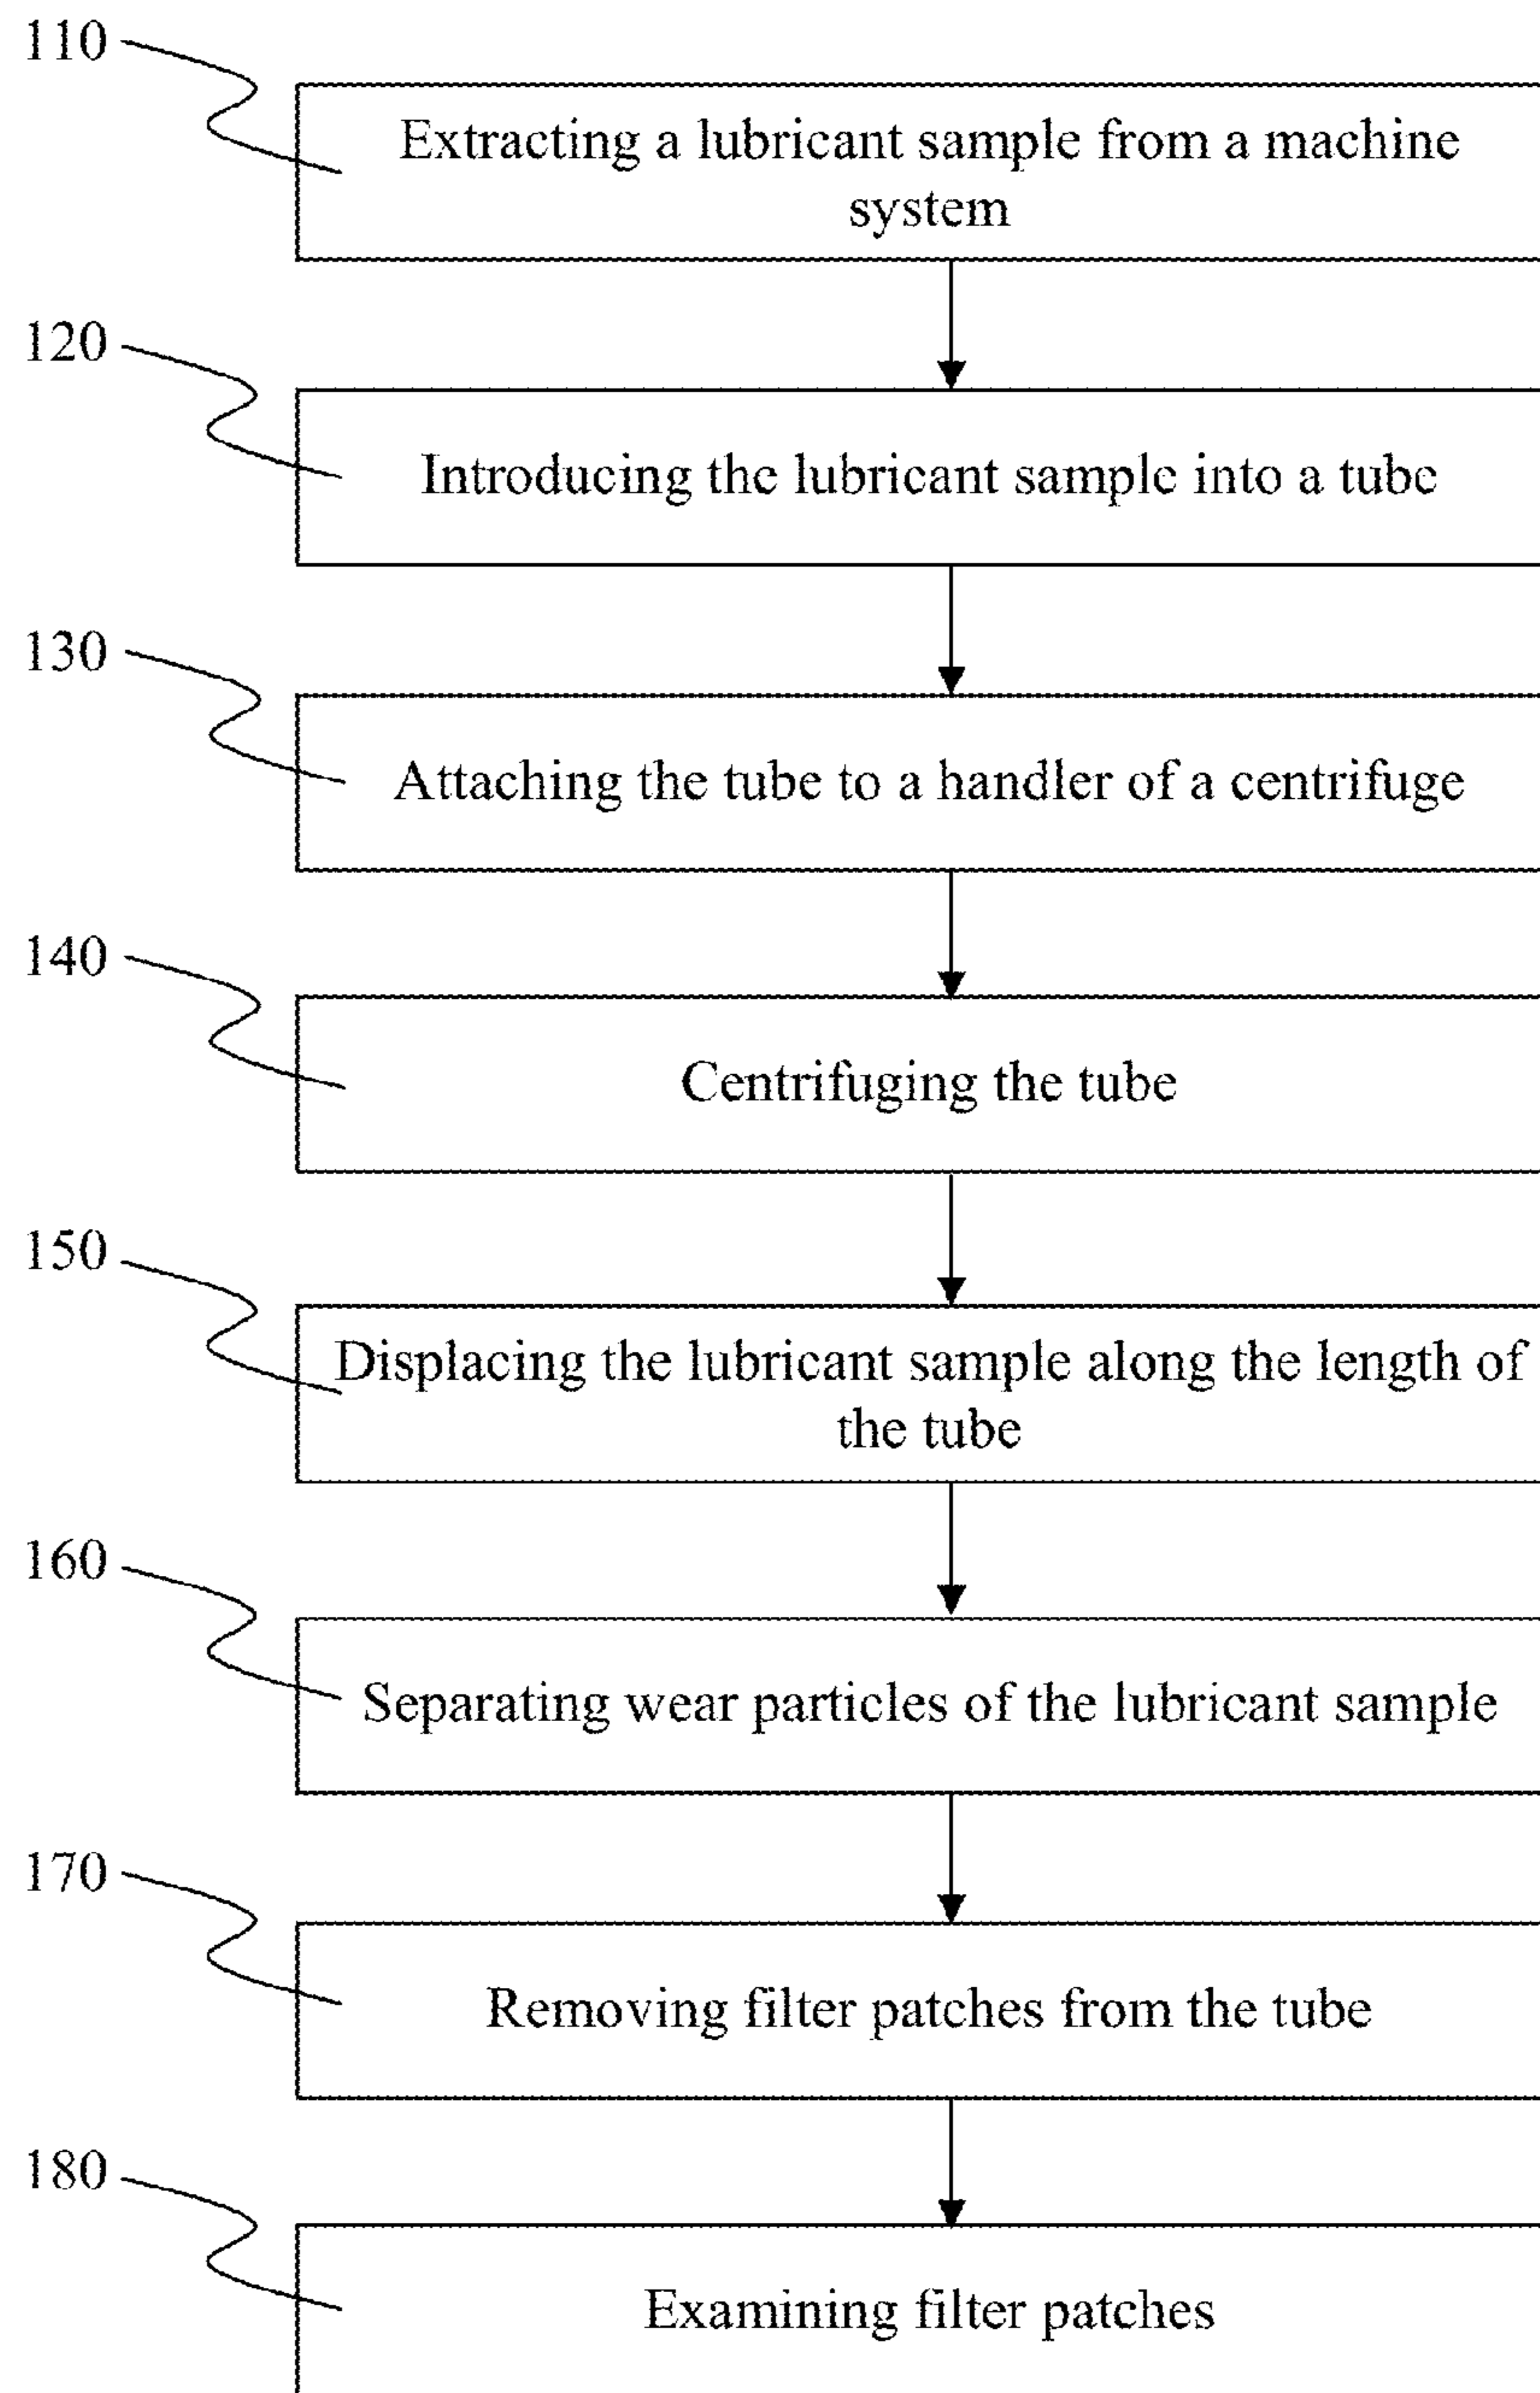 110
Extracting a lubricant sample from a machine
system
120
Introducing the lubricant sample into a tube
130
Attaching the tube to a handler of a centrifuge
140
Centrifuging the tube
150
Displacing the lubricant sample along the length of
the tube
160
Separating wear particles of the lubricant sample
170
Removing filter patches from the tube
180
Examining filter patches